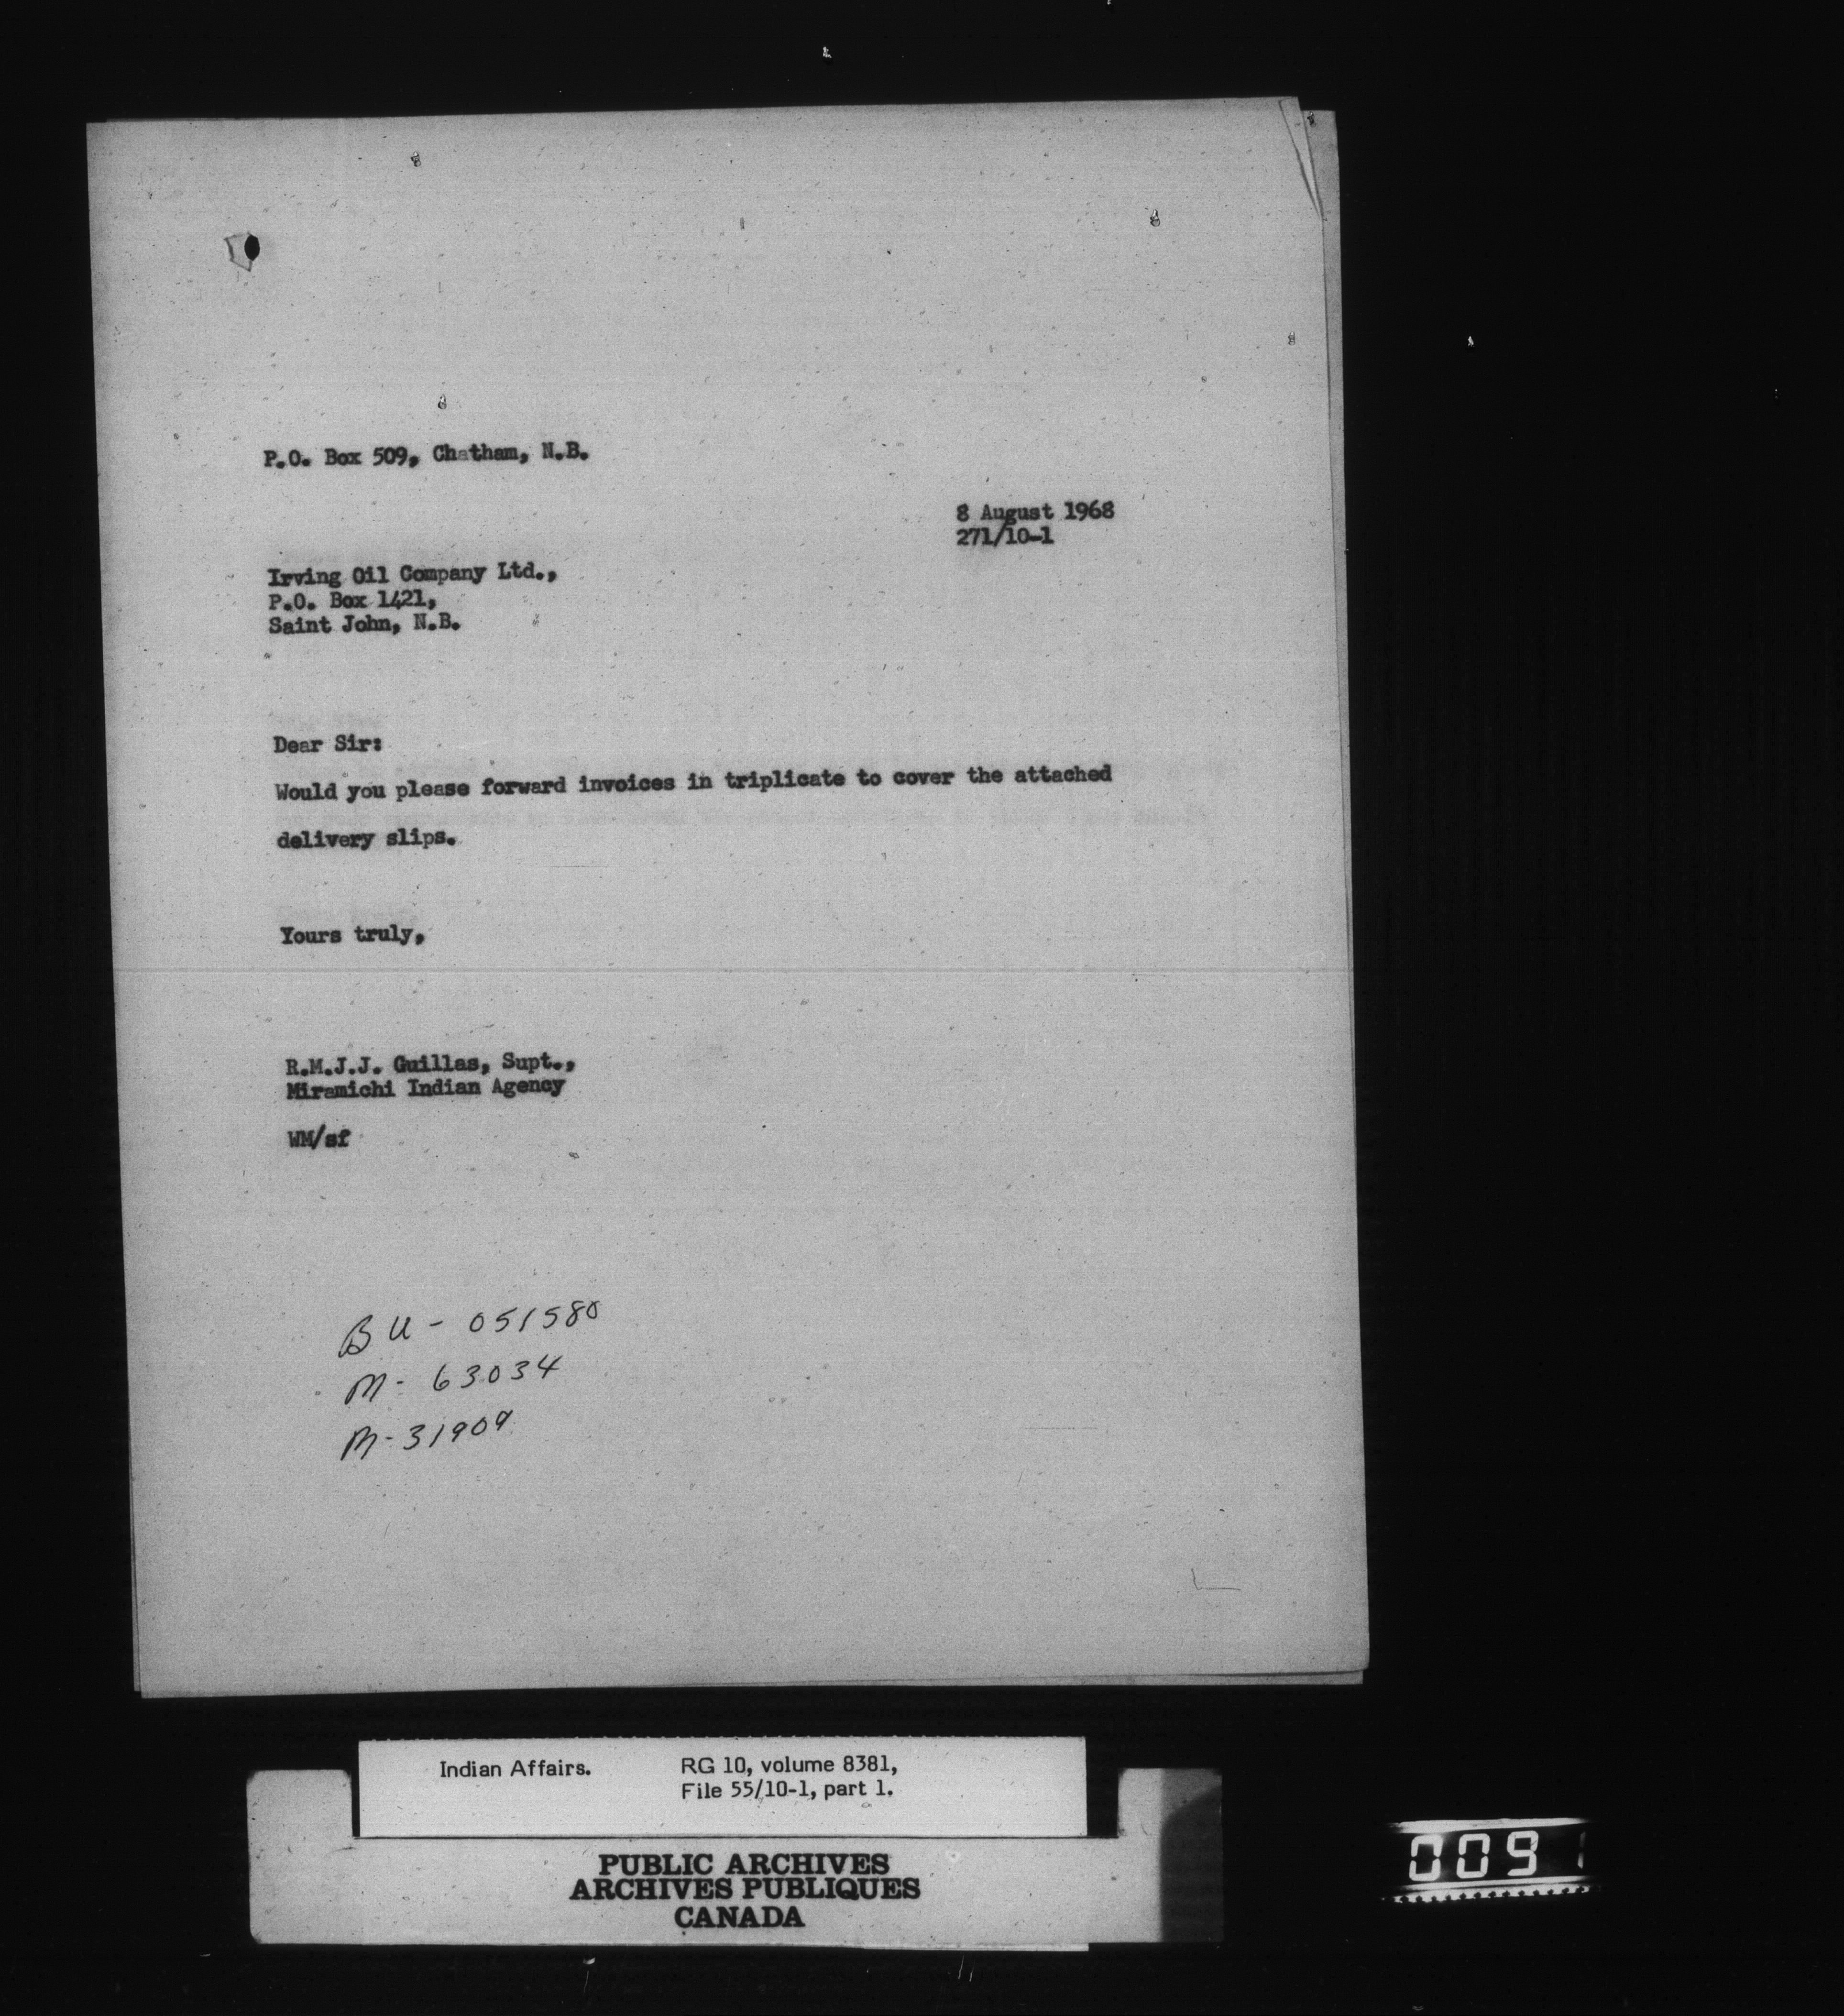 P.O. Box 509, Chatham, N.B.
8 August 1968
271/10-1
Irving Oil Company Ltd.,
P.O. Box 1421,
Saint John, N.B.
Dear Sir:
Would you please forward invoices in triplicate to cover the attached
delivery slips.
Yours truly,
R.M.J.J. Guillas, Supt.,
Miramichi Indian Agency
WM/sf
BU - 051580
M - 63034
M - 31909
Indian Affairs. RG 10, volume 8381,
File 55/10-1, part 1.
PUBLIC ARCHIVES
ARCHIVES PUBLIQUES
CANADA
009